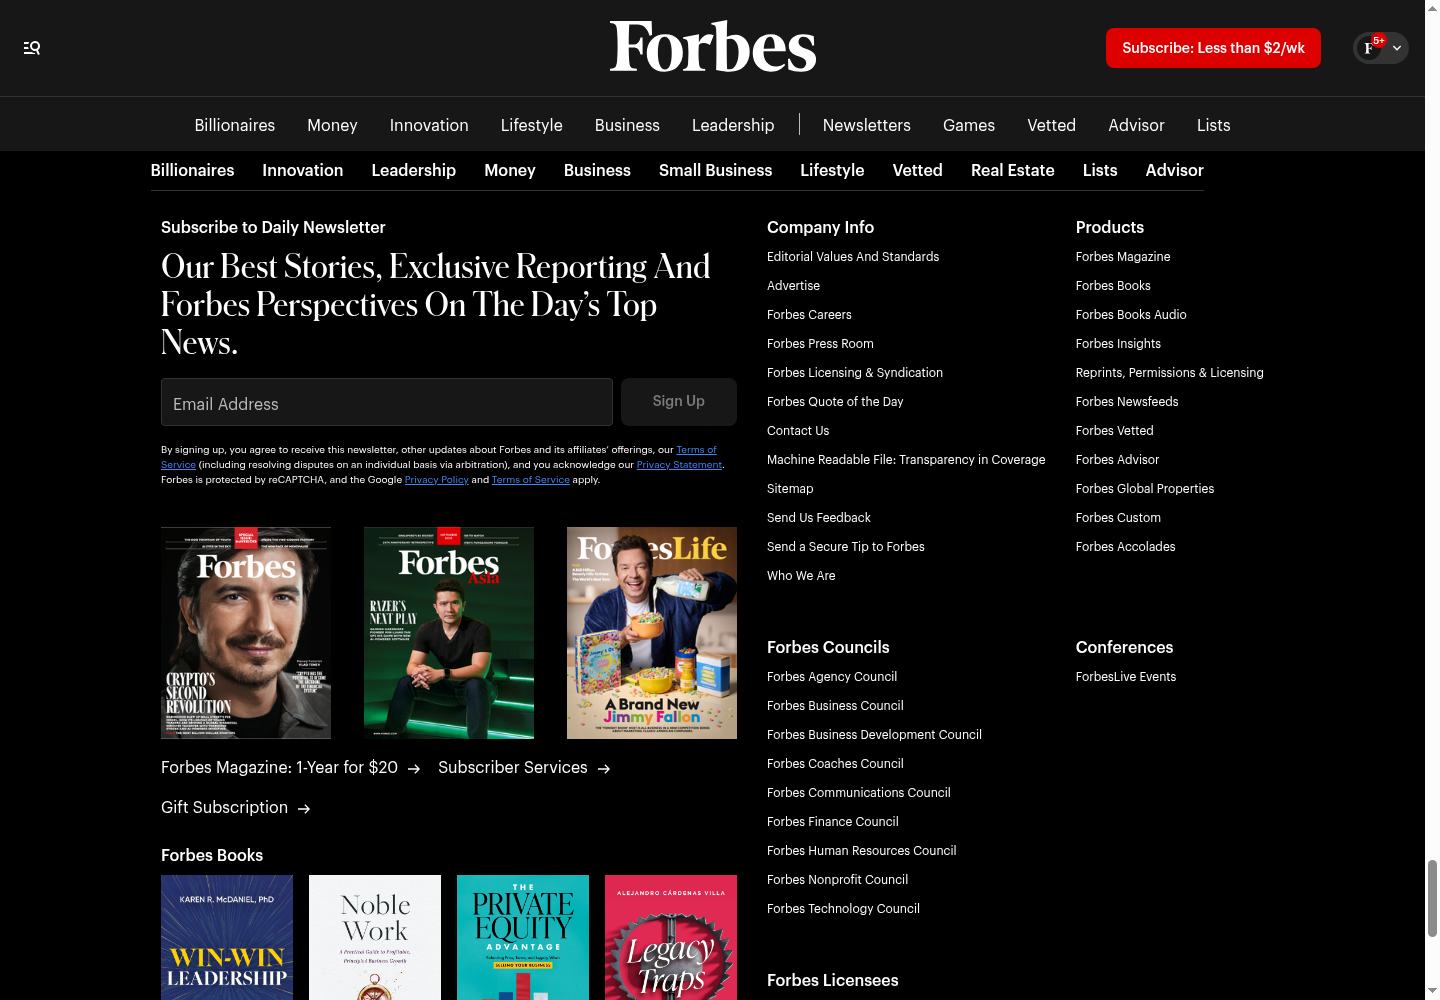 Forbes
Subscribe: Less than $2/wk
5+
Billionaires
Money
Innovation
Lifestyle
Business
Leadership
Newsletters
Games
Vetted
Advisor
Lists
Billionaires
Innovation
Leadership
Money
Business
Small Business
Lifestyle
Vetted
Real Estate
Lists
Advisor
Subscribe to Daily Newsletter
Our Best Stories, Exclusive Reporting And
Forbes Perspectives On The Day’s Top
News.
Email Address
Sign Up
By signing up, you agree to receive this newsletter, other updates about Forbes and its affiliates’ offerings, our Terms of
Service (including resolving disputes on an individual basis via arbitration), and you acknowledge our Privacy Statement.
Forbes is protected by reCAPTCHA, and the Google Privacy Policy and Terms of Service apply.
Forbes
CRYPTO'S
SECOND
REVOLUTION
Forbes
Asia
RAZER'S
NEXT PLAY
ForbesLife
A Brand New
Jimmy Fallon
Forbes Magazine: 1-Year for $20
Subscriber Services
Gift Subscription
Forbes Books
KAREN R. McDANIEL, PhD
WIN-WIN
LEADERSHIP
Noble
Work
A Practical Guide to Profitable,
Principled Business Growth
THE
PRIVATE
EQUITY
ADVANTAGE
SELLING YOUR BUSINESS
ALEJANDRO CÁRDENAS VILLA
Legacy
Traps
Company Info
Editorial Values And Standards
Advertise
Forbes Careers
Forbes Press Room
Forbes Licensing & Syndication
Forbes Quote of the Day
Contact Us
Machine Readable File: Transparency in Coverage
Sitemap
Send Us Feedback
Send a Secure Tip to Forbes
Who We Are
Products
Forbes Magazine
Forbes Books
Forbes Books Audio
Forbes Insights
Reprints, Permissions & Licensing
Forbes Newsfeeds
Forbes Vetted
Forbes Advisor
Forbes Global Properties
Forbes Custom
Forbes Accolades
Forbes Councils
Forbes Agency Council
Forbes Business Council
Forbes Business Development Council
Forbes Coaches Council
Forbes Communications Council
Forbes Finance Council
Forbes Human Resources Council
Forbes Nonprofit Council
Forbes Technology Council
Conferences
ForbesLive Events
Forbes Licensees